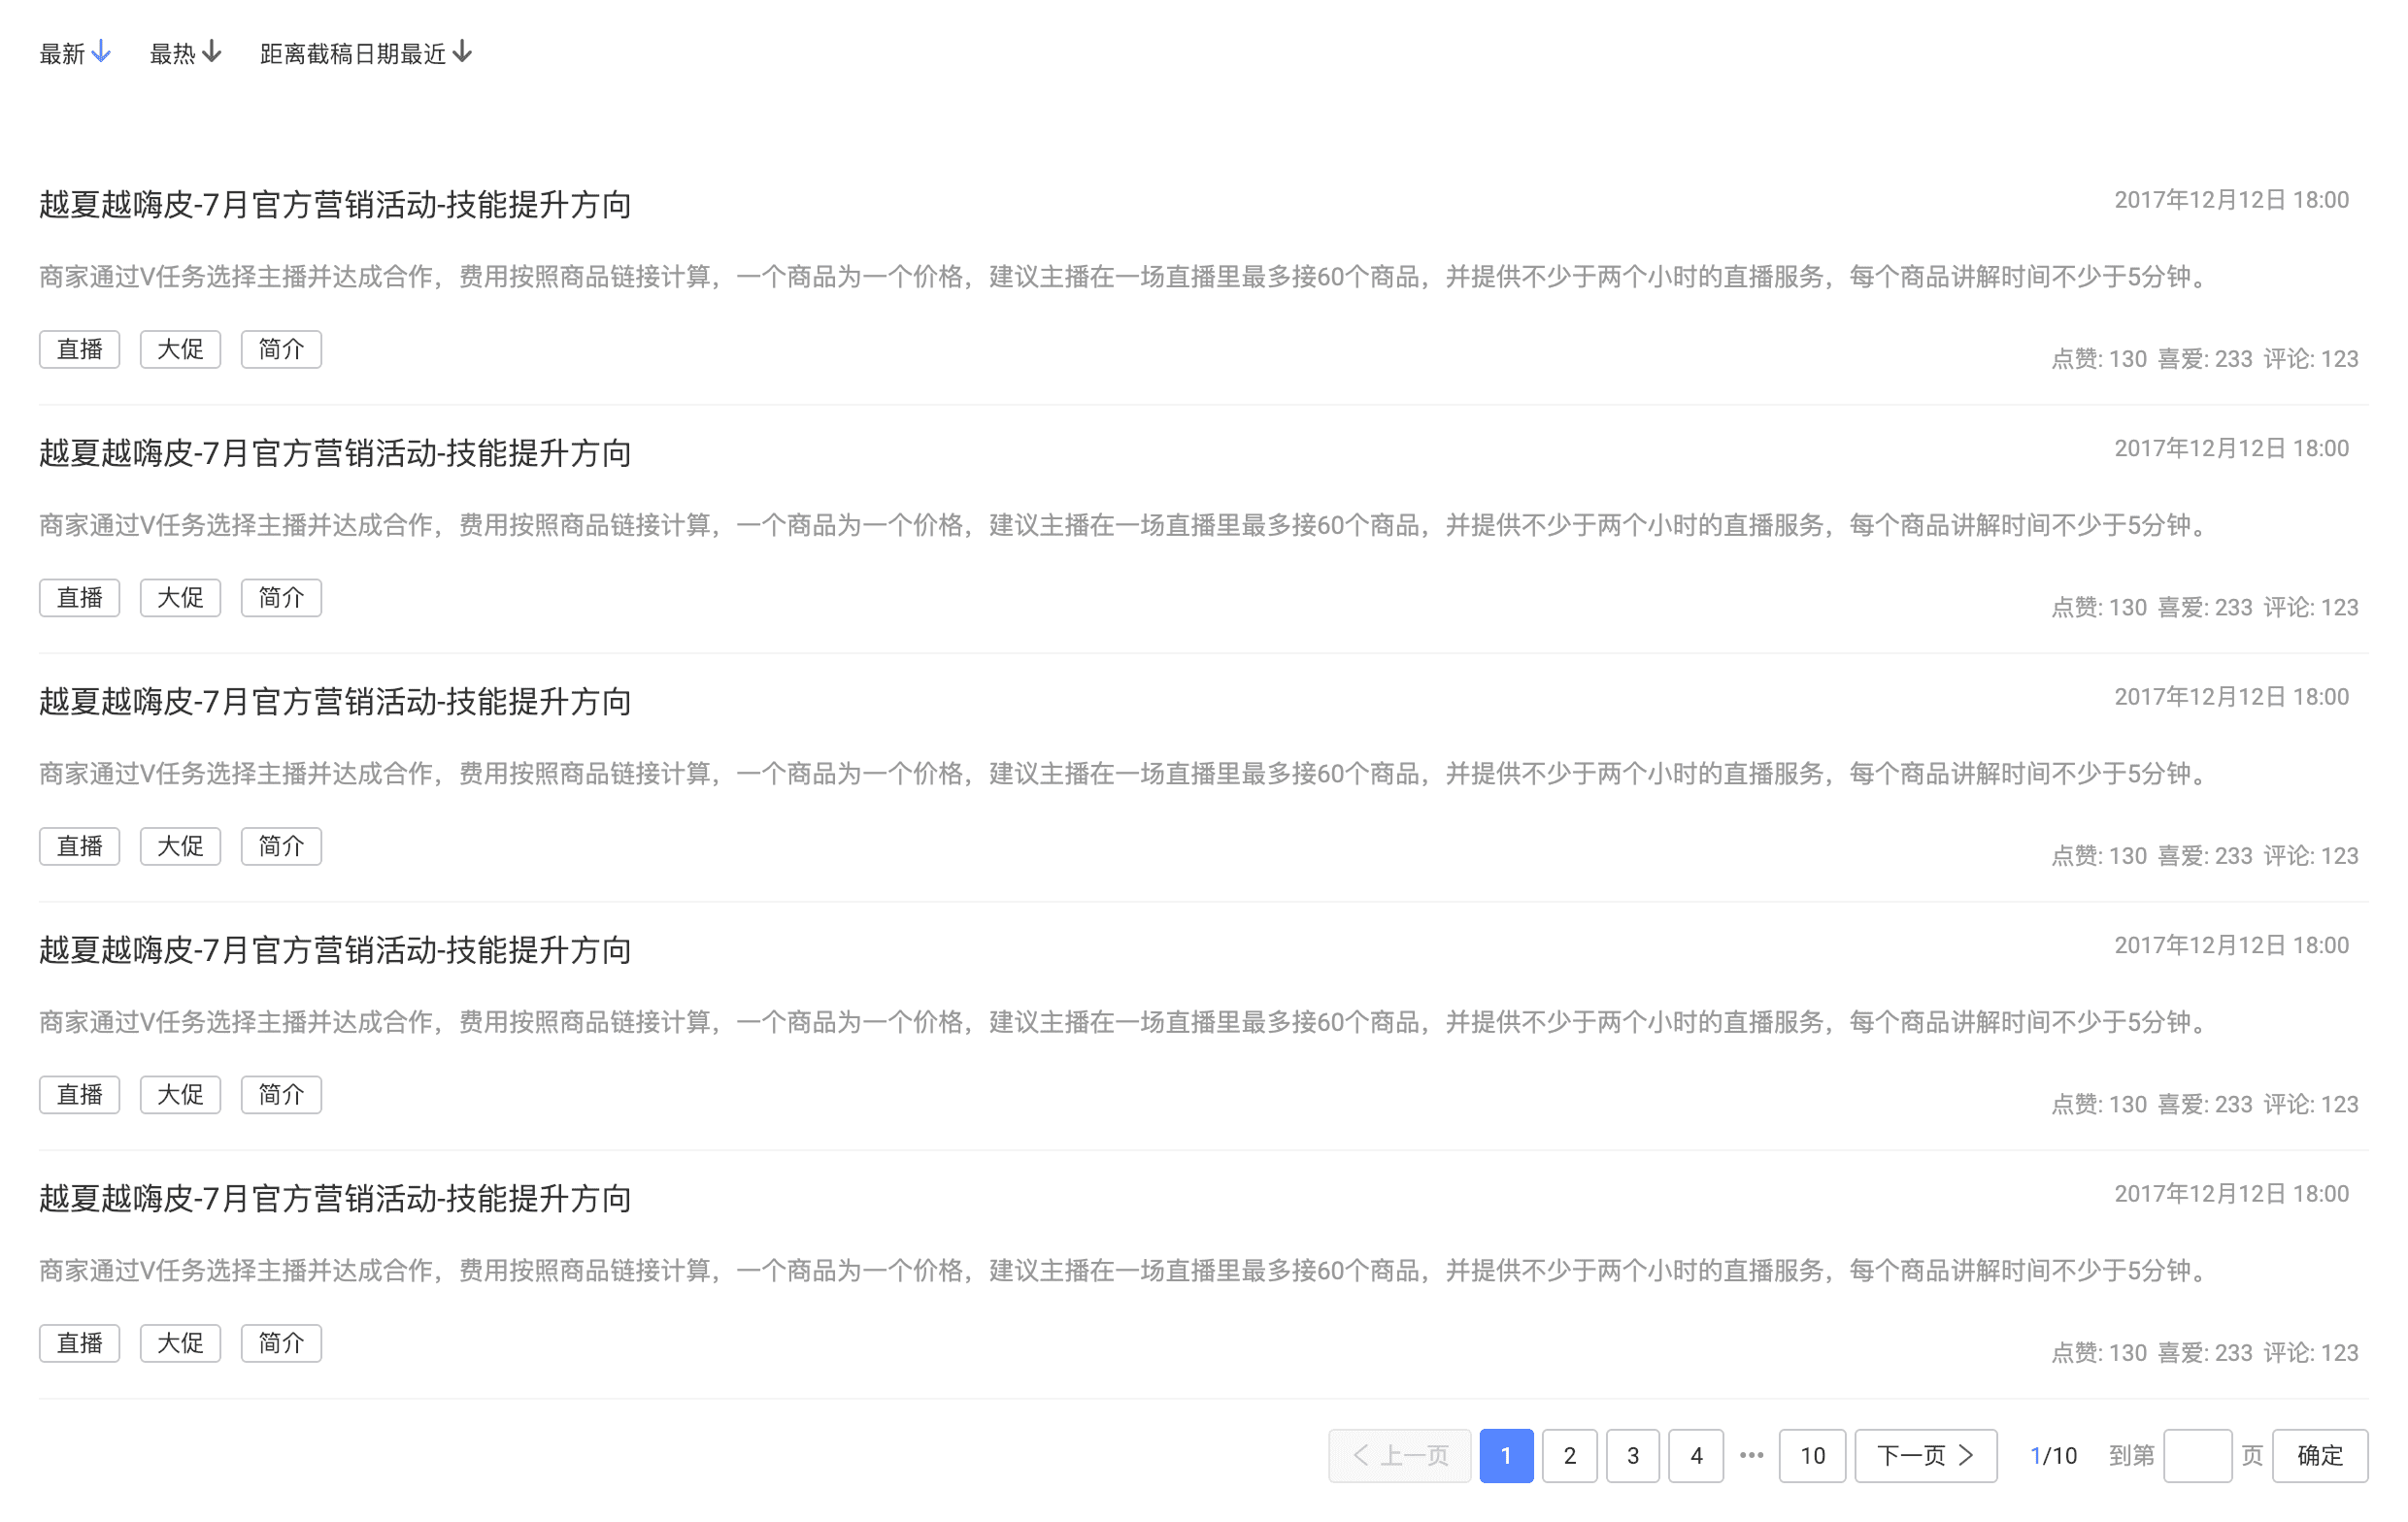 最新 最热 距离截稿日期最近
越夏越嗨皮-7月官方营销活动-技能提升方向 2017年12月12日 18:00
商家通过V任务选择主播并达成合作，费用按照商品链接计算，一个商品为一个价格，建议主播在一场直播里最多接60个商品，并提供不少于两个小时的直播服务，每个商品讲解时间不少于5分钟。
直播 大促 简介 点赞: 130 喜爱: 233 评论: 123
越夏越嗨皮-7月官方营销活动-技能提升方向 2017年12月12日 18:00
商家通过V任务选择主播并达成合作，费用按照商品链接计算，一个商品为一个价格，建议主播在一场直播里最多接60个商品，并提供不少于两个小时的直播服务，每个商品讲解时间不少于5分钟。
直播 大促 简介 点赞: 130 喜爱: 233 评论: 123
越夏越嗨皮-7月官方营销活动-技能提升方向 2017年12月12日 18:00
商家通过V任务选择主播并达成合作，费用按照商品链接计算，一个商品为一个价格，建议主播在一场直播里最多接60个商品，并提供不少于两个小时的直播服务，每个商品讲解时间不少于5分钟。
直播 大促 简介 点赞: 130 喜爱: 233 评论: 123
越夏越嗨皮-7月官方营销活动-技能提升方向 2017年12月12日 18:00
商家通过V任务选择主播并达成合作，费用按照商品链接计算，一个商品为一个价格，建议主播在一场直播里最多接60个商品，并提供不少于两个小时的直播服务，每个商品讲解时间不少于5分钟。
直播 大促 简介 点赞: 130 喜爱: 233 评论: 123
越夏越嗨皮-7月官方营销活动-技能提升方向 2017年12月12日 18:00
商家通过V任务选择主播并达成合作，费用按照商品链接计算，一个商品为一个价格，建议主播在一场直播里最多接60个商品，并提供不少于两个小时的直播服务，每个商品讲解时间不少于5分钟。
直播 大促 简介 点赞: 130 喜爱: 233 评论: 123
上一页 1 2 3 4 ••• 10 下一页 1/10 到第 页 确定